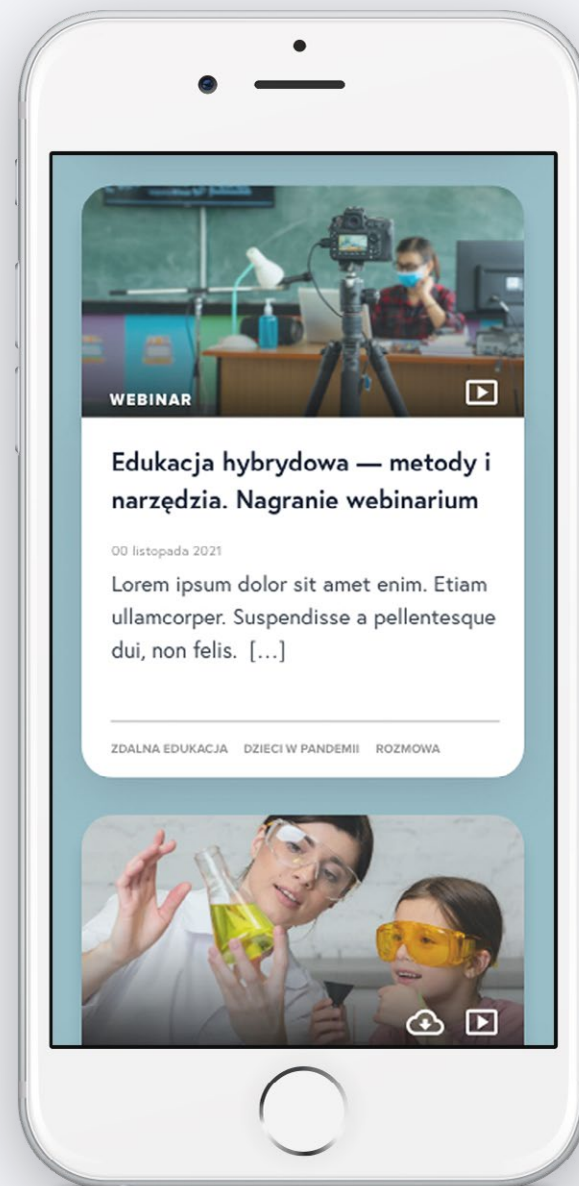 WEBINAR
Edukacja hybrydowa — metody i
narzędzia. Nagranie webinarium
00 listopada 2021
Lorem ipsum dolor sit amet enim. Etiam
ullamcorper. Suspendisse a pellentesque
dui, non felis. [...]
ZDALNA EDUKACJA DZIECI W PANDEMII ROZMOWA